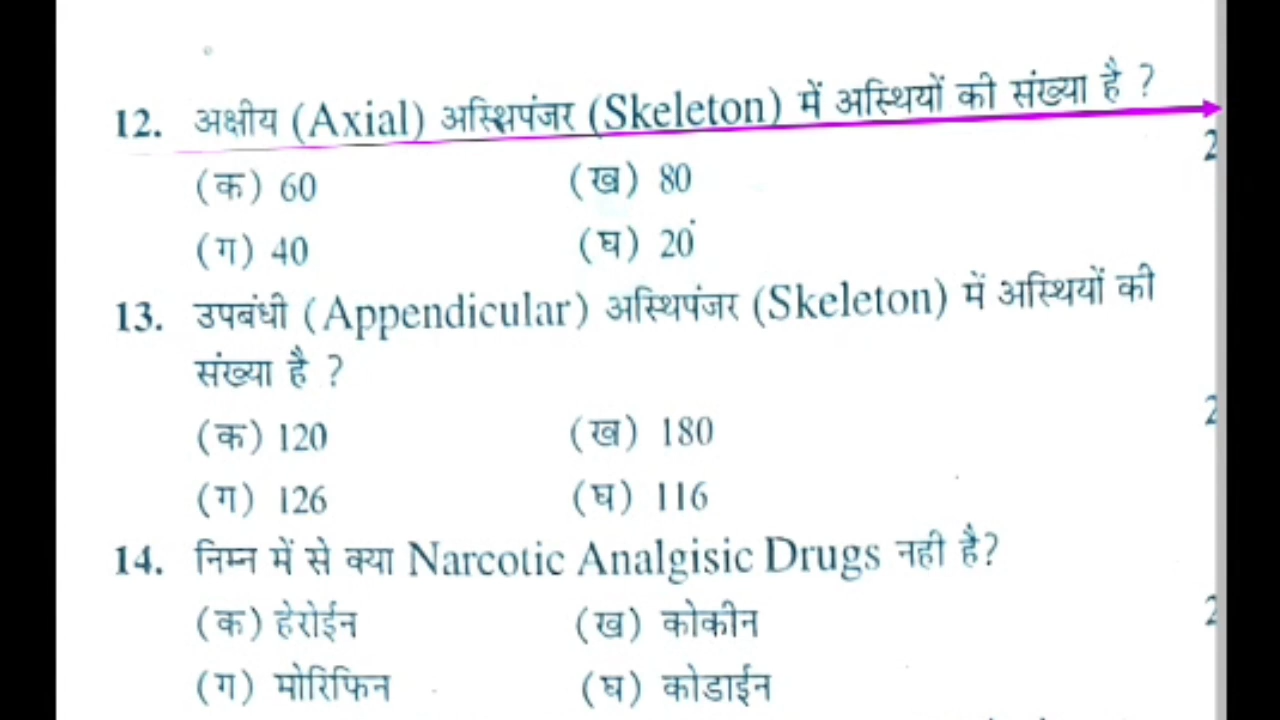 12. अक्षीय (Axial) अस्थिपंजर (Skeleton) में अस्थियों की संख्या है ?
(क) 60 (ख) 80
(ग) 40 (घ) 20
13. उपबंधी (Appendicular) अस्थिपंजर (Skeleton) में अस्थियों की
संख्या है ?
(क) 120 (ख) 180
(ग) 126 (घ) 116
14. निम्न में से क्या Narcotic Analgisic Drugs नही है?
(क) हेरोईन (ख) कोकीन
(ग) मोरिफिन (घ) कोडाईन